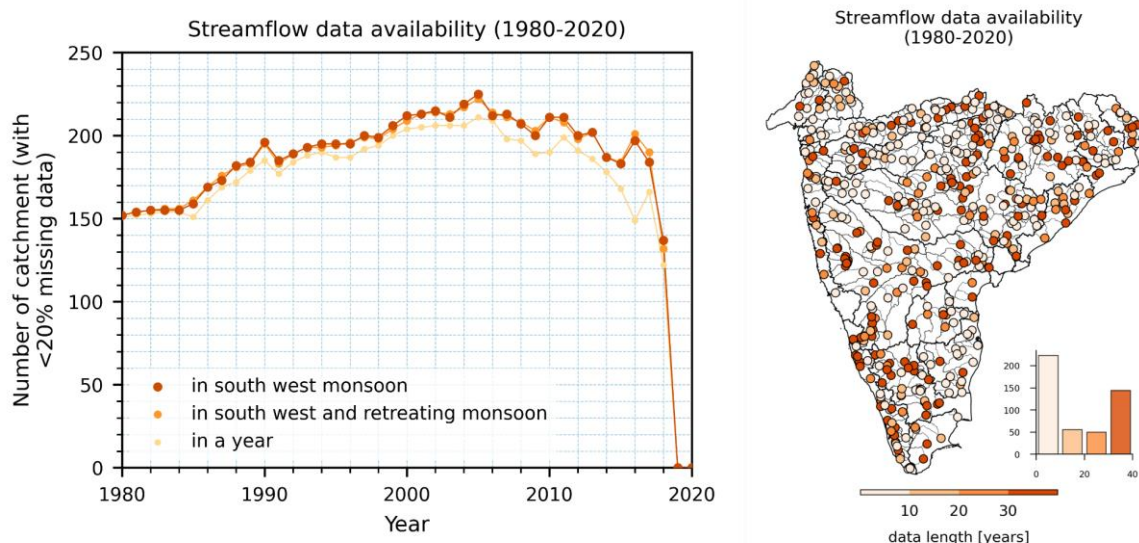 Streamflow data availability (1980-2020)
Number of catchment (with
<20% missing data)
250
200
150
100
50
0
in south west monsoon
in south west and retreating monsoon
in a year
1980
1990
2000
2010
2020
Year
Streamflow data availability
(1980-2020)
200
150
100
50
0
0
20
40
10
20
30
data length [years]